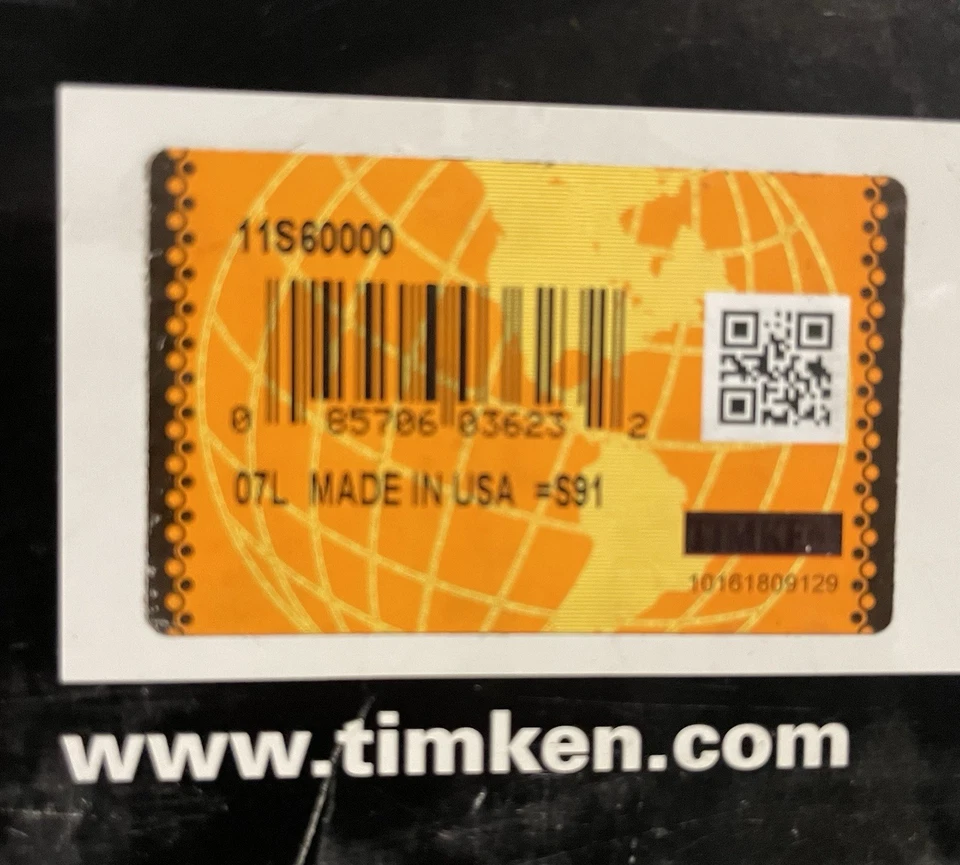 11S60000
0 85706 03623 2
07L MADE IN USA =S91
TIMKEN
10161809129
www.timken.com